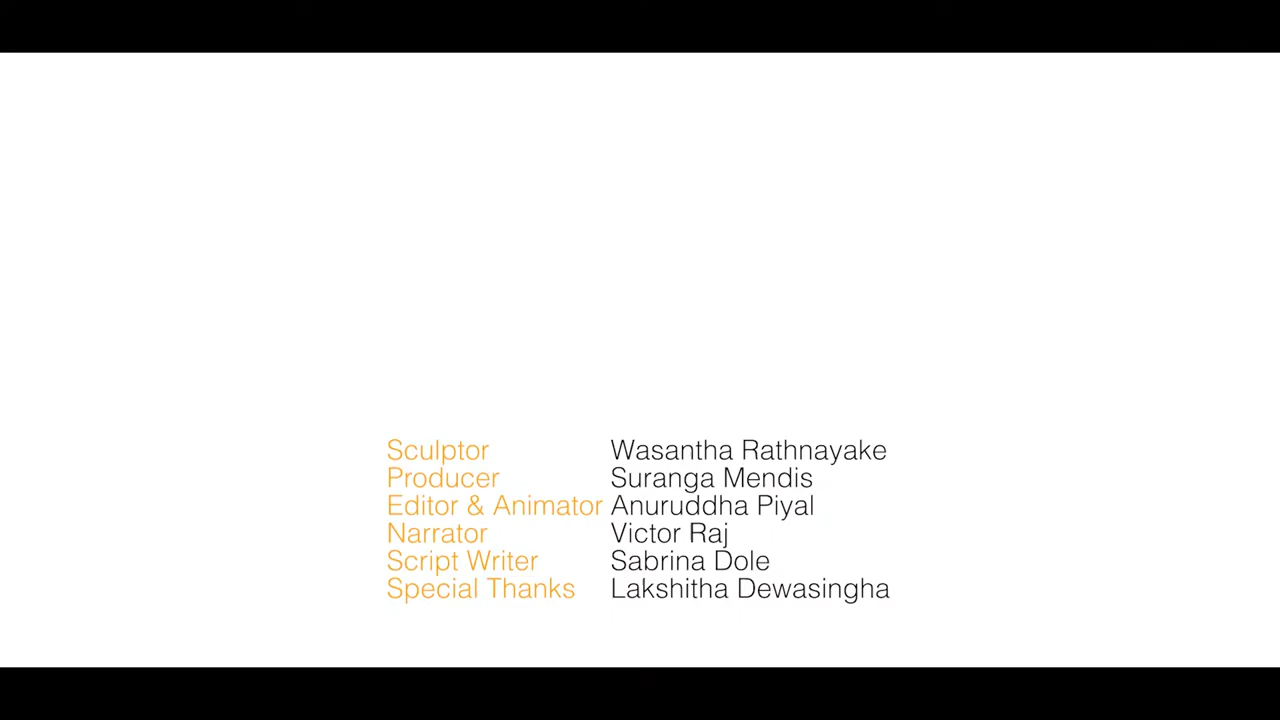 Sculptor Wasantha Rathnayake
Producer Suranga Mendis
Editor & Animator Anuruddha Piyal
Narrator Victor Raj
Script Writer Sabrina Dole
Special Thanks Lakshitha Dewasingha